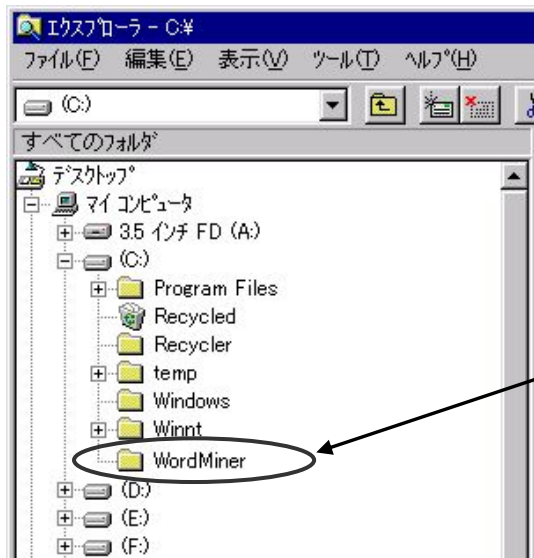 ｴｸｽﾌﾟﾛｰﾗ - C:¥
ﾌｧｲﾙ(F) 編集(E) 表示(V) ﾂｰﾙ(T) ﾍﾙﾌﾟ(H)
(C:)
すべてのﾌｫﾙﾀﾞ
ﾃﾞｽｸﾄｯﾌﾟ
ﾏｲ ｺﾝﾋﾟｭｰﾀ
3.5 ｲﾝﾁ FD (A:)
(C:)
Program Files
Recycled
Recycler
temp
Windows
Winnt
WordMiner
(D:)
(E:)
(F:)